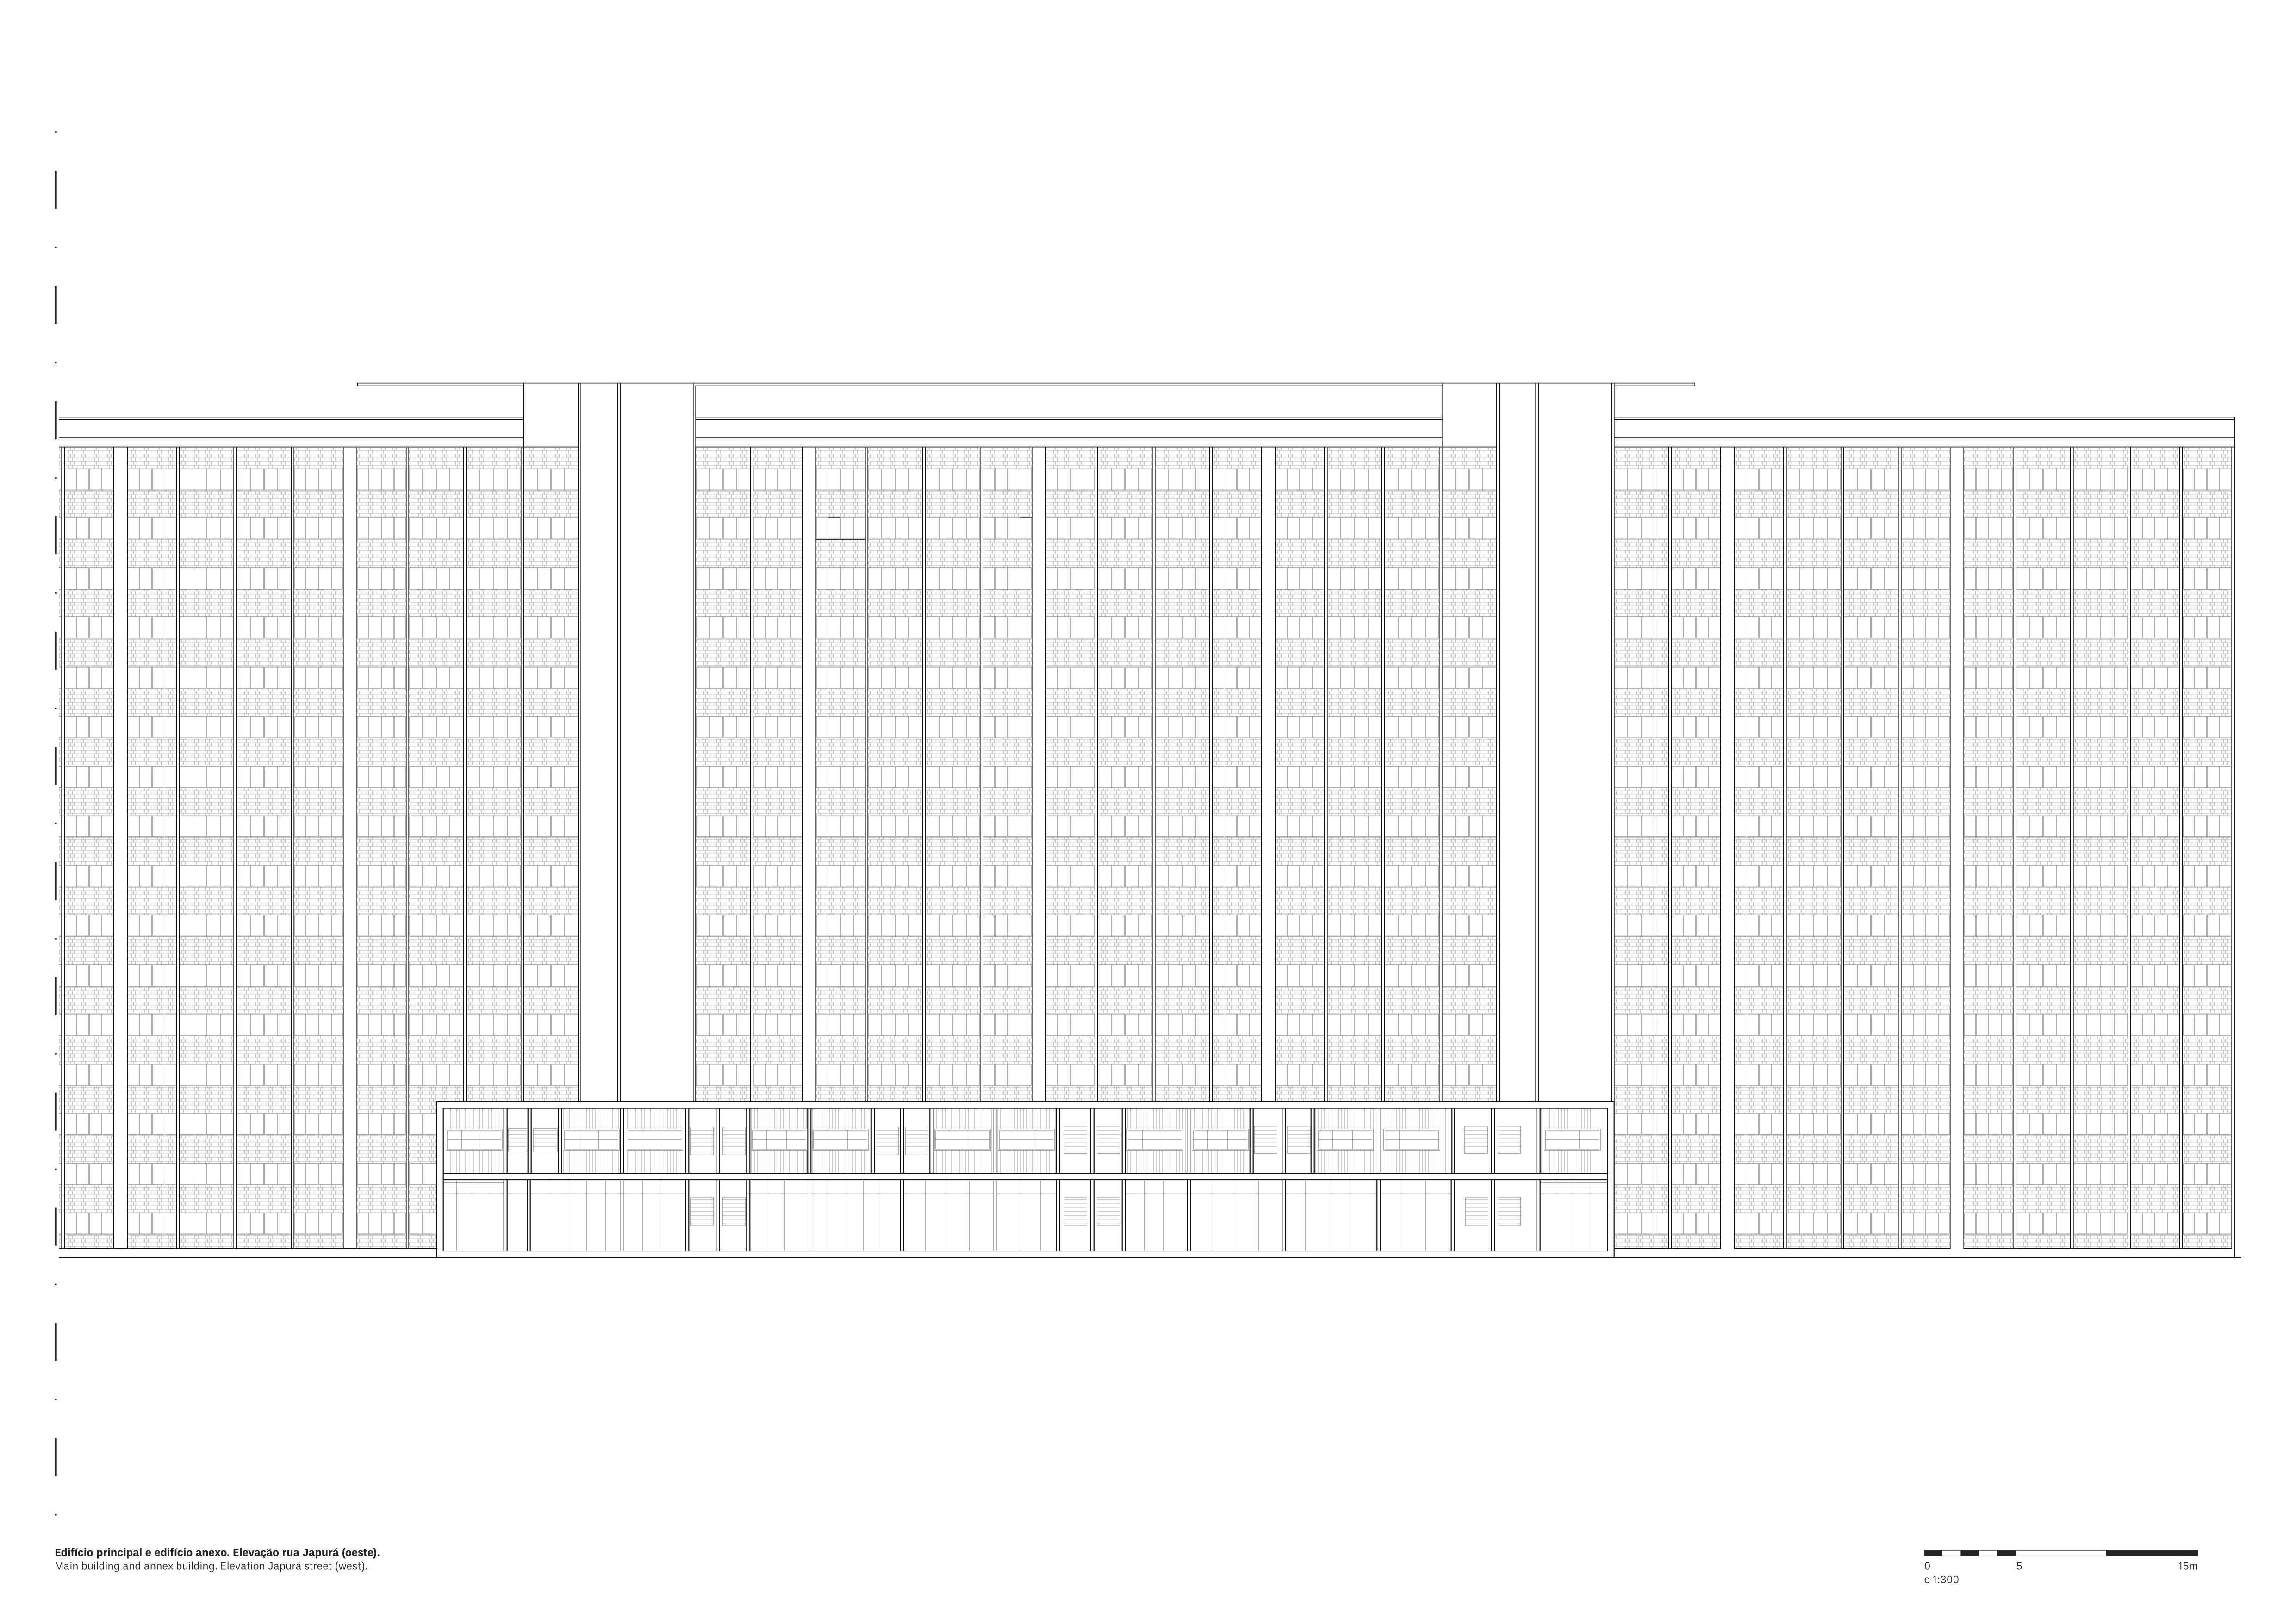 Edifício principal e edifício anexo. Elevação rua Japurá (oeste).
Main building and annex building. Elevation Japurá street (west).
0 5 15m
e 1:300